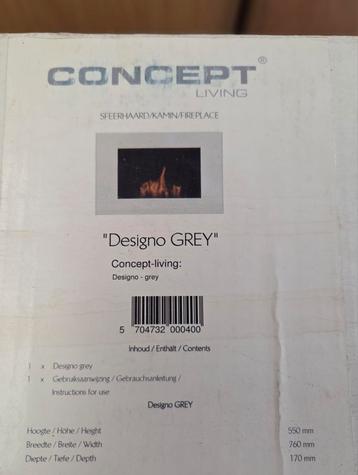 CONCEPT®
LIVING
SFEERHAARD/KAMIN/FIREPLACE
"Designo GREY"
Concept-living:
Designo - grey
5 704732 000400
Inhoud / Enthält / Contents
1 x Designo grey
1 x Gebruiksaanwijzing / Gebrauchsanleitung /
Instructions for use
Designo GREY
Hoogte / Höhe / Height 550 mm
Breedte / Breite / Width 760 mm
Diepte / Tiefe / Depth 170 mm